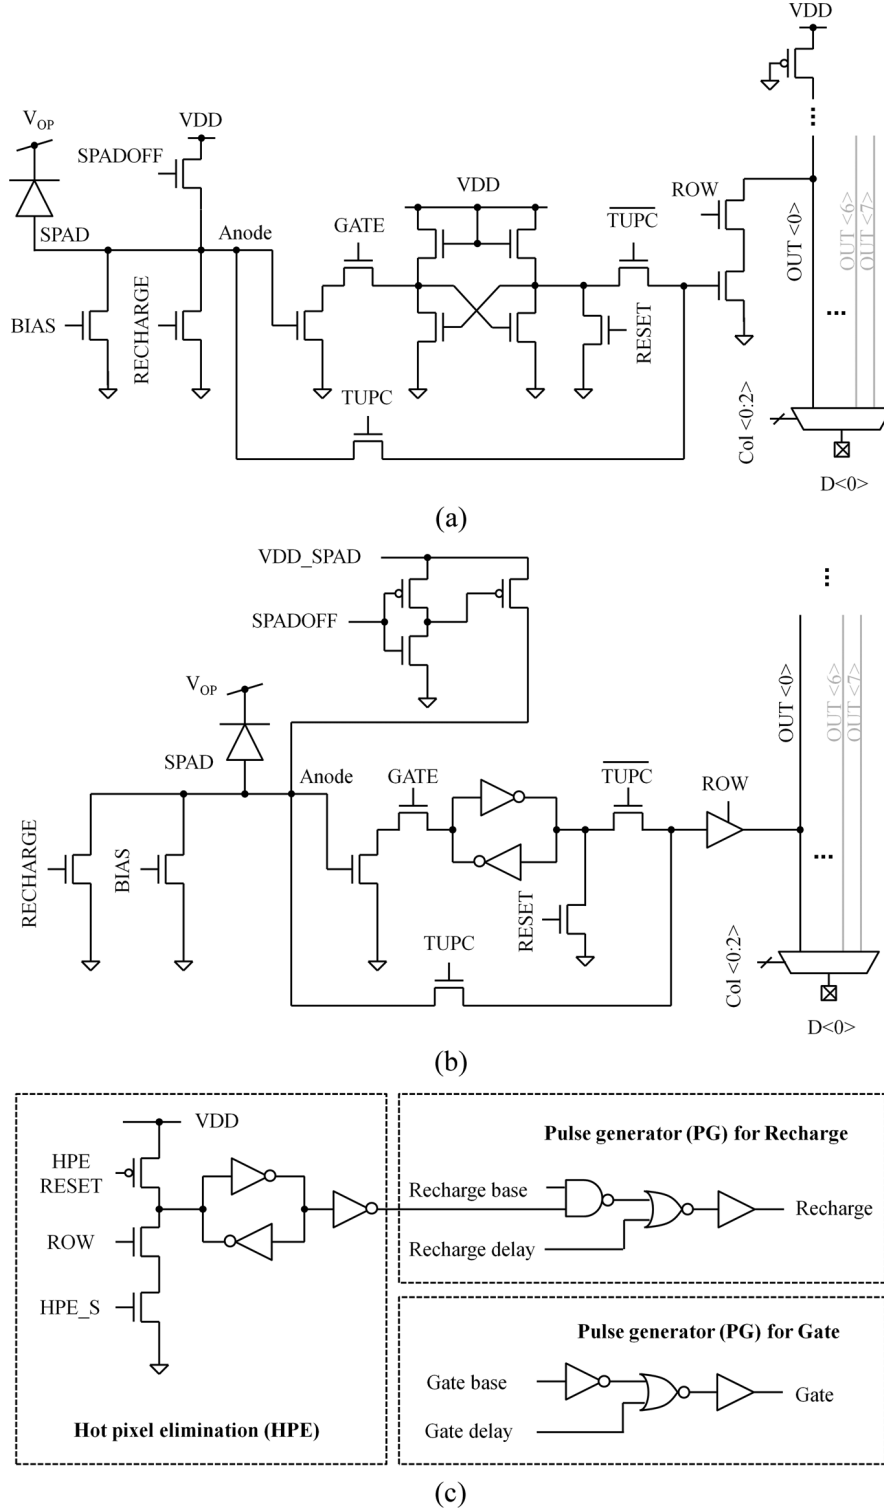 VDD
V_OP
VDD
SPADOFF
VDD
TUPC
ROW
SPAD
Anode
GATE
OUT <0>
OUT <6>
OUT <7>
BIAS
RECHARGE
RESET
TUPC
Col <0:2>
D<0>
(a)
VDD_SPAD
SPADOFF
V_OP
SPAD
Anode
GATE
TUPC
ROW
OUT <0>
OUT <6>
OUT <7>
RECHARGE
BIAS
RESET
TUPC
Col <0:2>
D<0>
(b)
VDD
HPE
RESET
ROW
HPE_S
Hot pixel elimination (HPE)
Pulse generator (PG) for Recharge
Recharge base
Recharge
Recharge delay
Pulse generator (PG) for Gate
Gate base
Gate
Gate delay
(c)